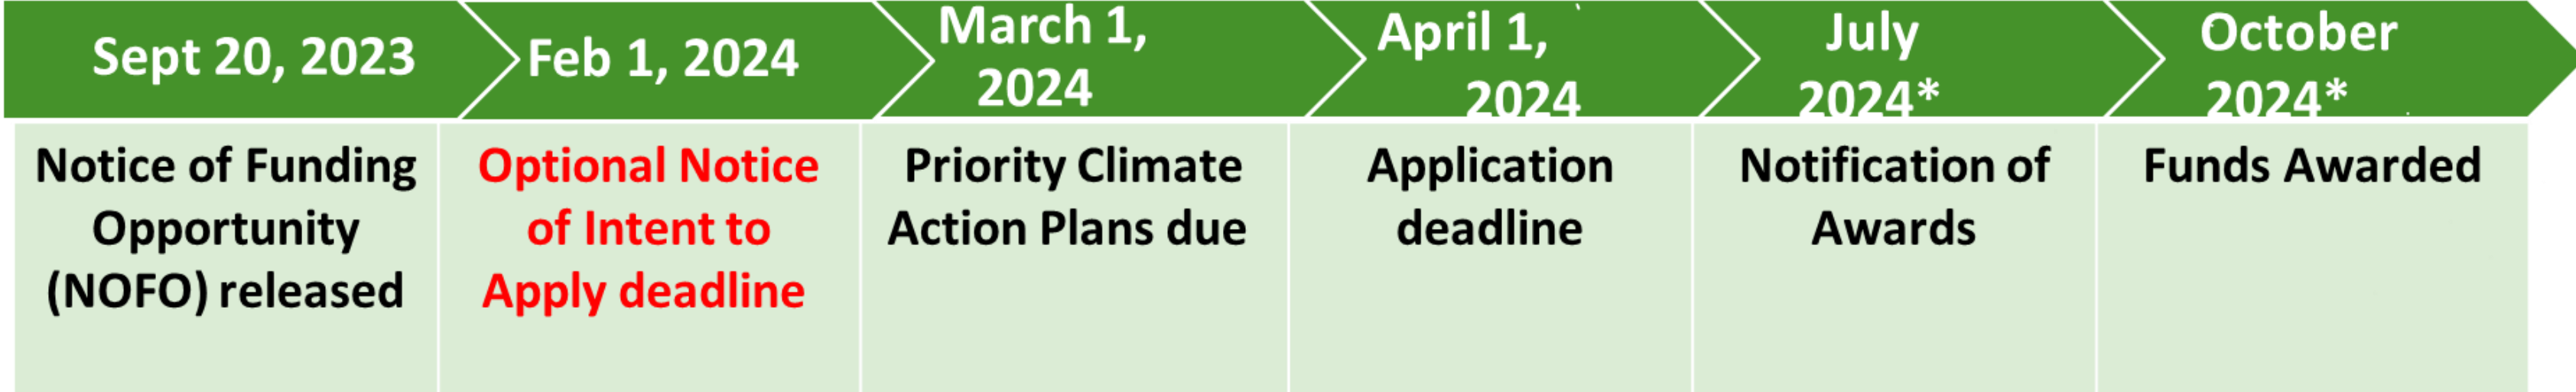 Sept 20, 2023
Feb 1, 2024
March 1,
2024
April 1,
2024
July
2024*
October
2024*
Notice of Funding
Opportunity
(NOFO) released
Optional Notice
of Intent to
Apply deadline
Priority Climate
Action Plans due
Application
deadline
Notification of
Awards
Funds Awarded